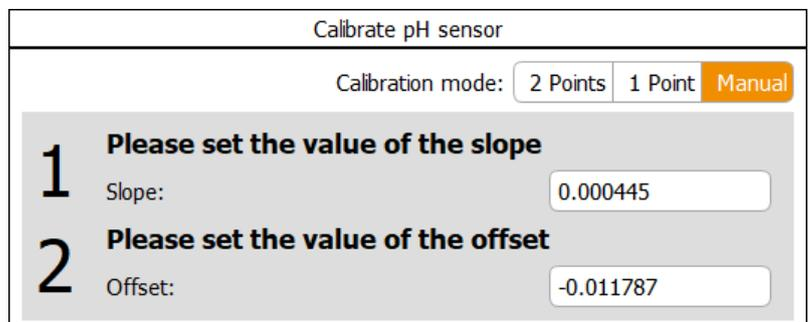 Calibrate pH sensor
Calibration mode: 2 Points 1 Point Manual
1 Please set the value of the slope
Slope: 0.000445
2 Please set the value of the offset
Offset: -0.011787